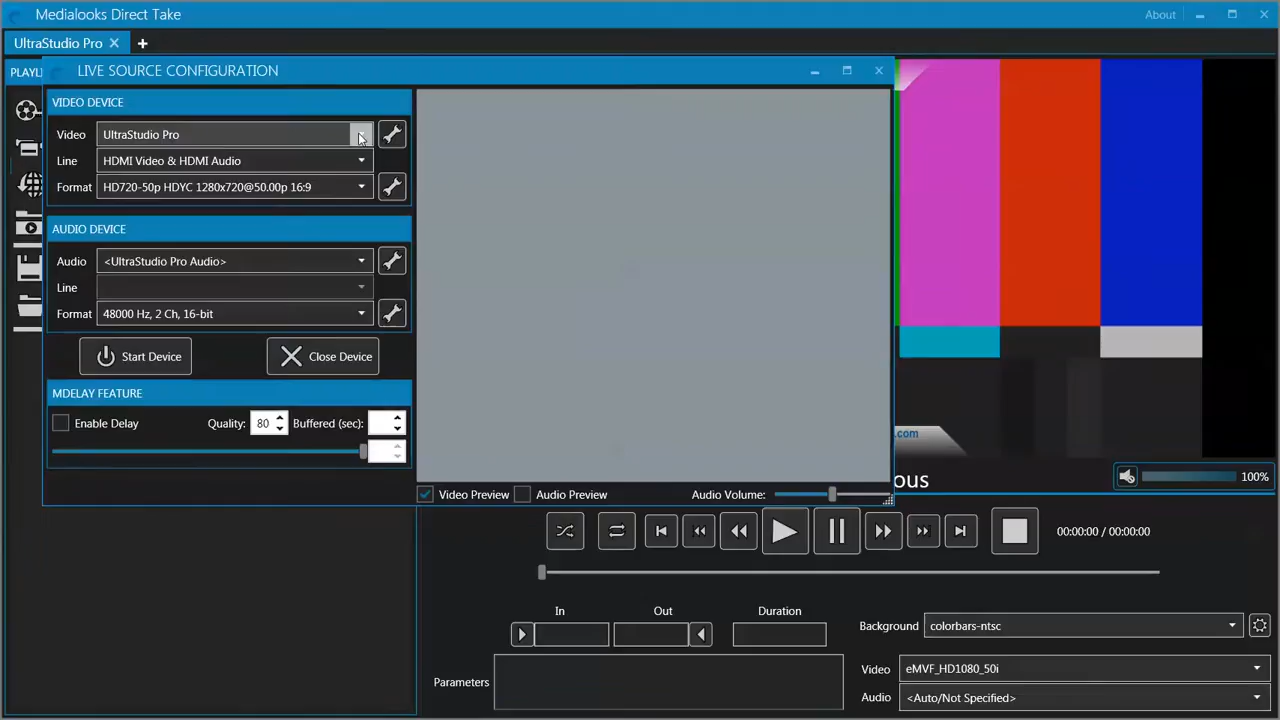 Medialooks Direct Take
About
UltraStudio Pro
LIVE SOURCE CONFIGURATION
VIDEO DEVICE
Video UltraStudio Pro
Line HDMI Video & HDMI Audio
Format HD720-50p HDYC 1280x720@50.00p 16:9
AUDIO DEVICE
Audio <UltraStudio Pro Audio>
Line
Format 48000 Hz, 2 Ch, 16-bit
Start Device Close Device
MDELAY FEATURE
Enable Delay Quality: 80 Buffered (sec):
Video Preview Audio Preview Audio Volume:
.com
100%
00:00:00 / 00:00:00
In Out Duration
Background colorbars-ntsc
Parameters
Video eMVF_HD1080_50i
Audio <Auto/Not Specified>